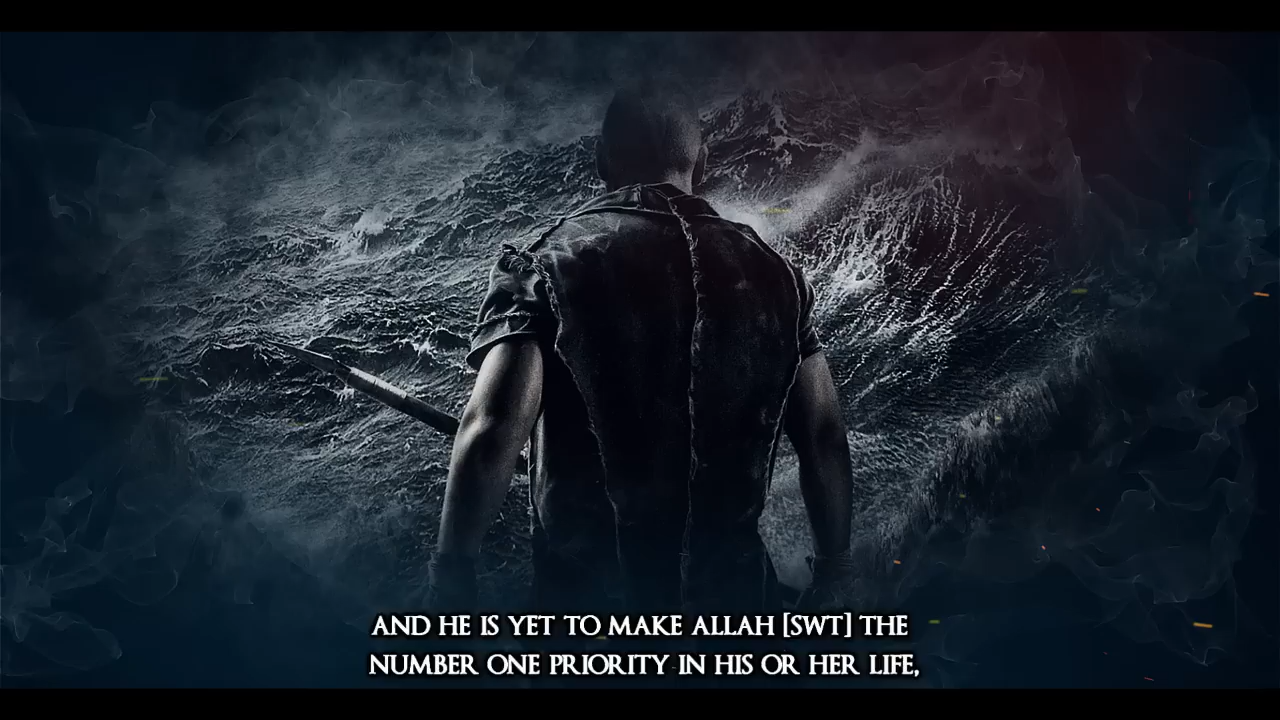 AND HE IS YET TO MAKE ALLAH [SWT] THE
NUMBER ONE PRIORITY IN HIS OR HER LIFE,